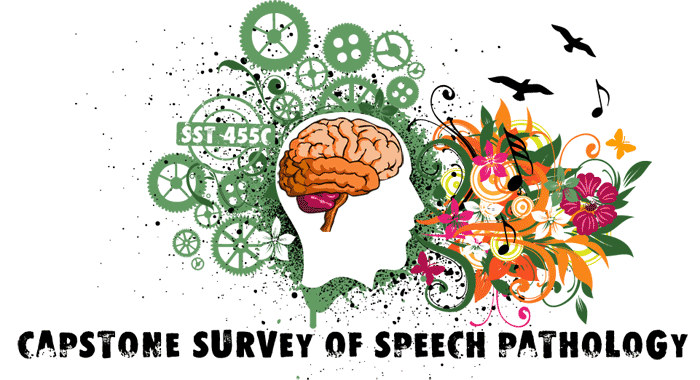 SST 455C
CAPSTONE SURVEY OF SPEECH PATHOLOGY